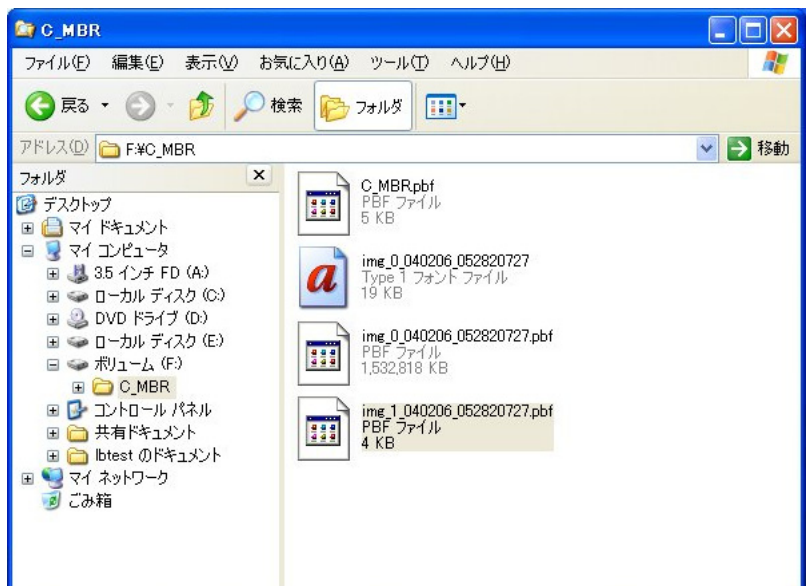 C_MBR
ファイル(F) 編集(E) 表示(V) お気に入り(A) ツール(T) ヘルプ(H)
戻る 検索 フォルダ
アドレス(D) F:¥C_MBR 移動
フォルダ
デスクトップ
マイ ドキュメント
マイ コンピュータ
3.5 インチ FD (A:)
ローカル ディスク (C:)
DVD ドライブ (D:)
ローカル ディスク (E:)
ボリューム (F:)
C_MBR
コントロール パネル
共有ドキュメント
lbtest のドキュメント
マイ ネットワーク
ごみ箱
C_MBR.pbf
PBF ファイル
5 KB
img_0_040206_052820727
Type 1 フォント ファイル
19 KB
img_0_040206_052820727.pbf
PBF ファイル
1,532,818 KB
img_1_040206_052820727.pbf
PBF ファイル
4 KB